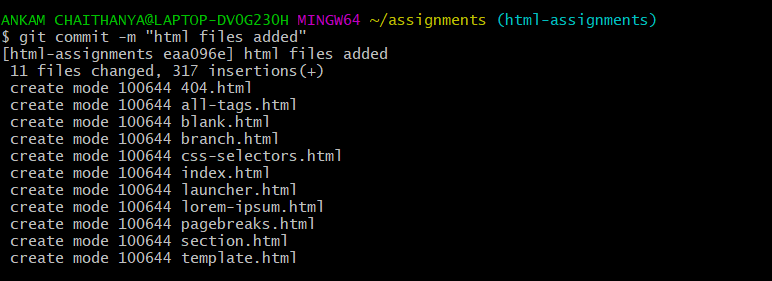 ANKAM CHAITHANYA@LAPTOP-DVOG230H MINGW64 ~/assignments (html-assignments)
$ git commit -m "html files added"
[html-assignments eaa096e] html files added
 11 files changed, 317 insertions(+)
 create mode 100644 404.html
 create mode 100644 all-tags.html
 create mode 100644 blank.html
 create mode 100644 branch.html
 create mode 100644 css-selectors.html
 create mode 100644 index.html
 create mode 100644 launcher.html
 create mode 100644 lorem-ipsum.html
 create mode 100644 pagebreaks.html
 create mode 100644 section.html
 create mode 100644 template.html